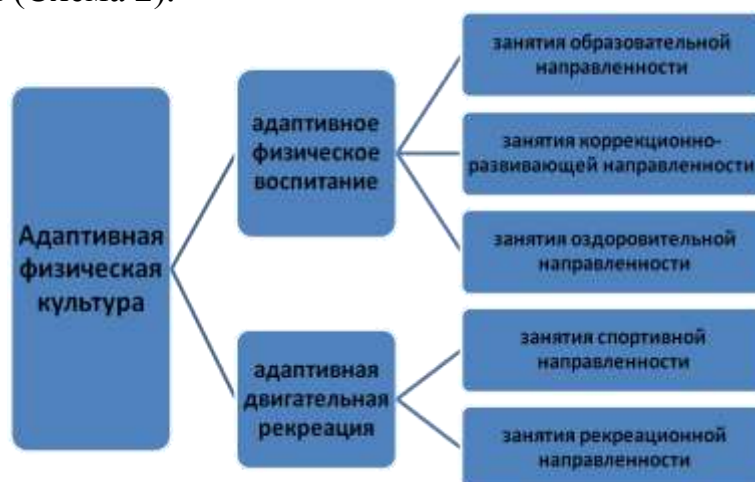 (Схема 2).
Адаптивная
физическая
культура
адаптивное
физическое
воспитание
занятия образовательной
направленности
занятия коррекционно-
развивающей направленности
занятия оздоровительной
направленности
адаптивная
двигательная
рекреация
занятия спортивной
направленности
занятия рекреационной
направленности